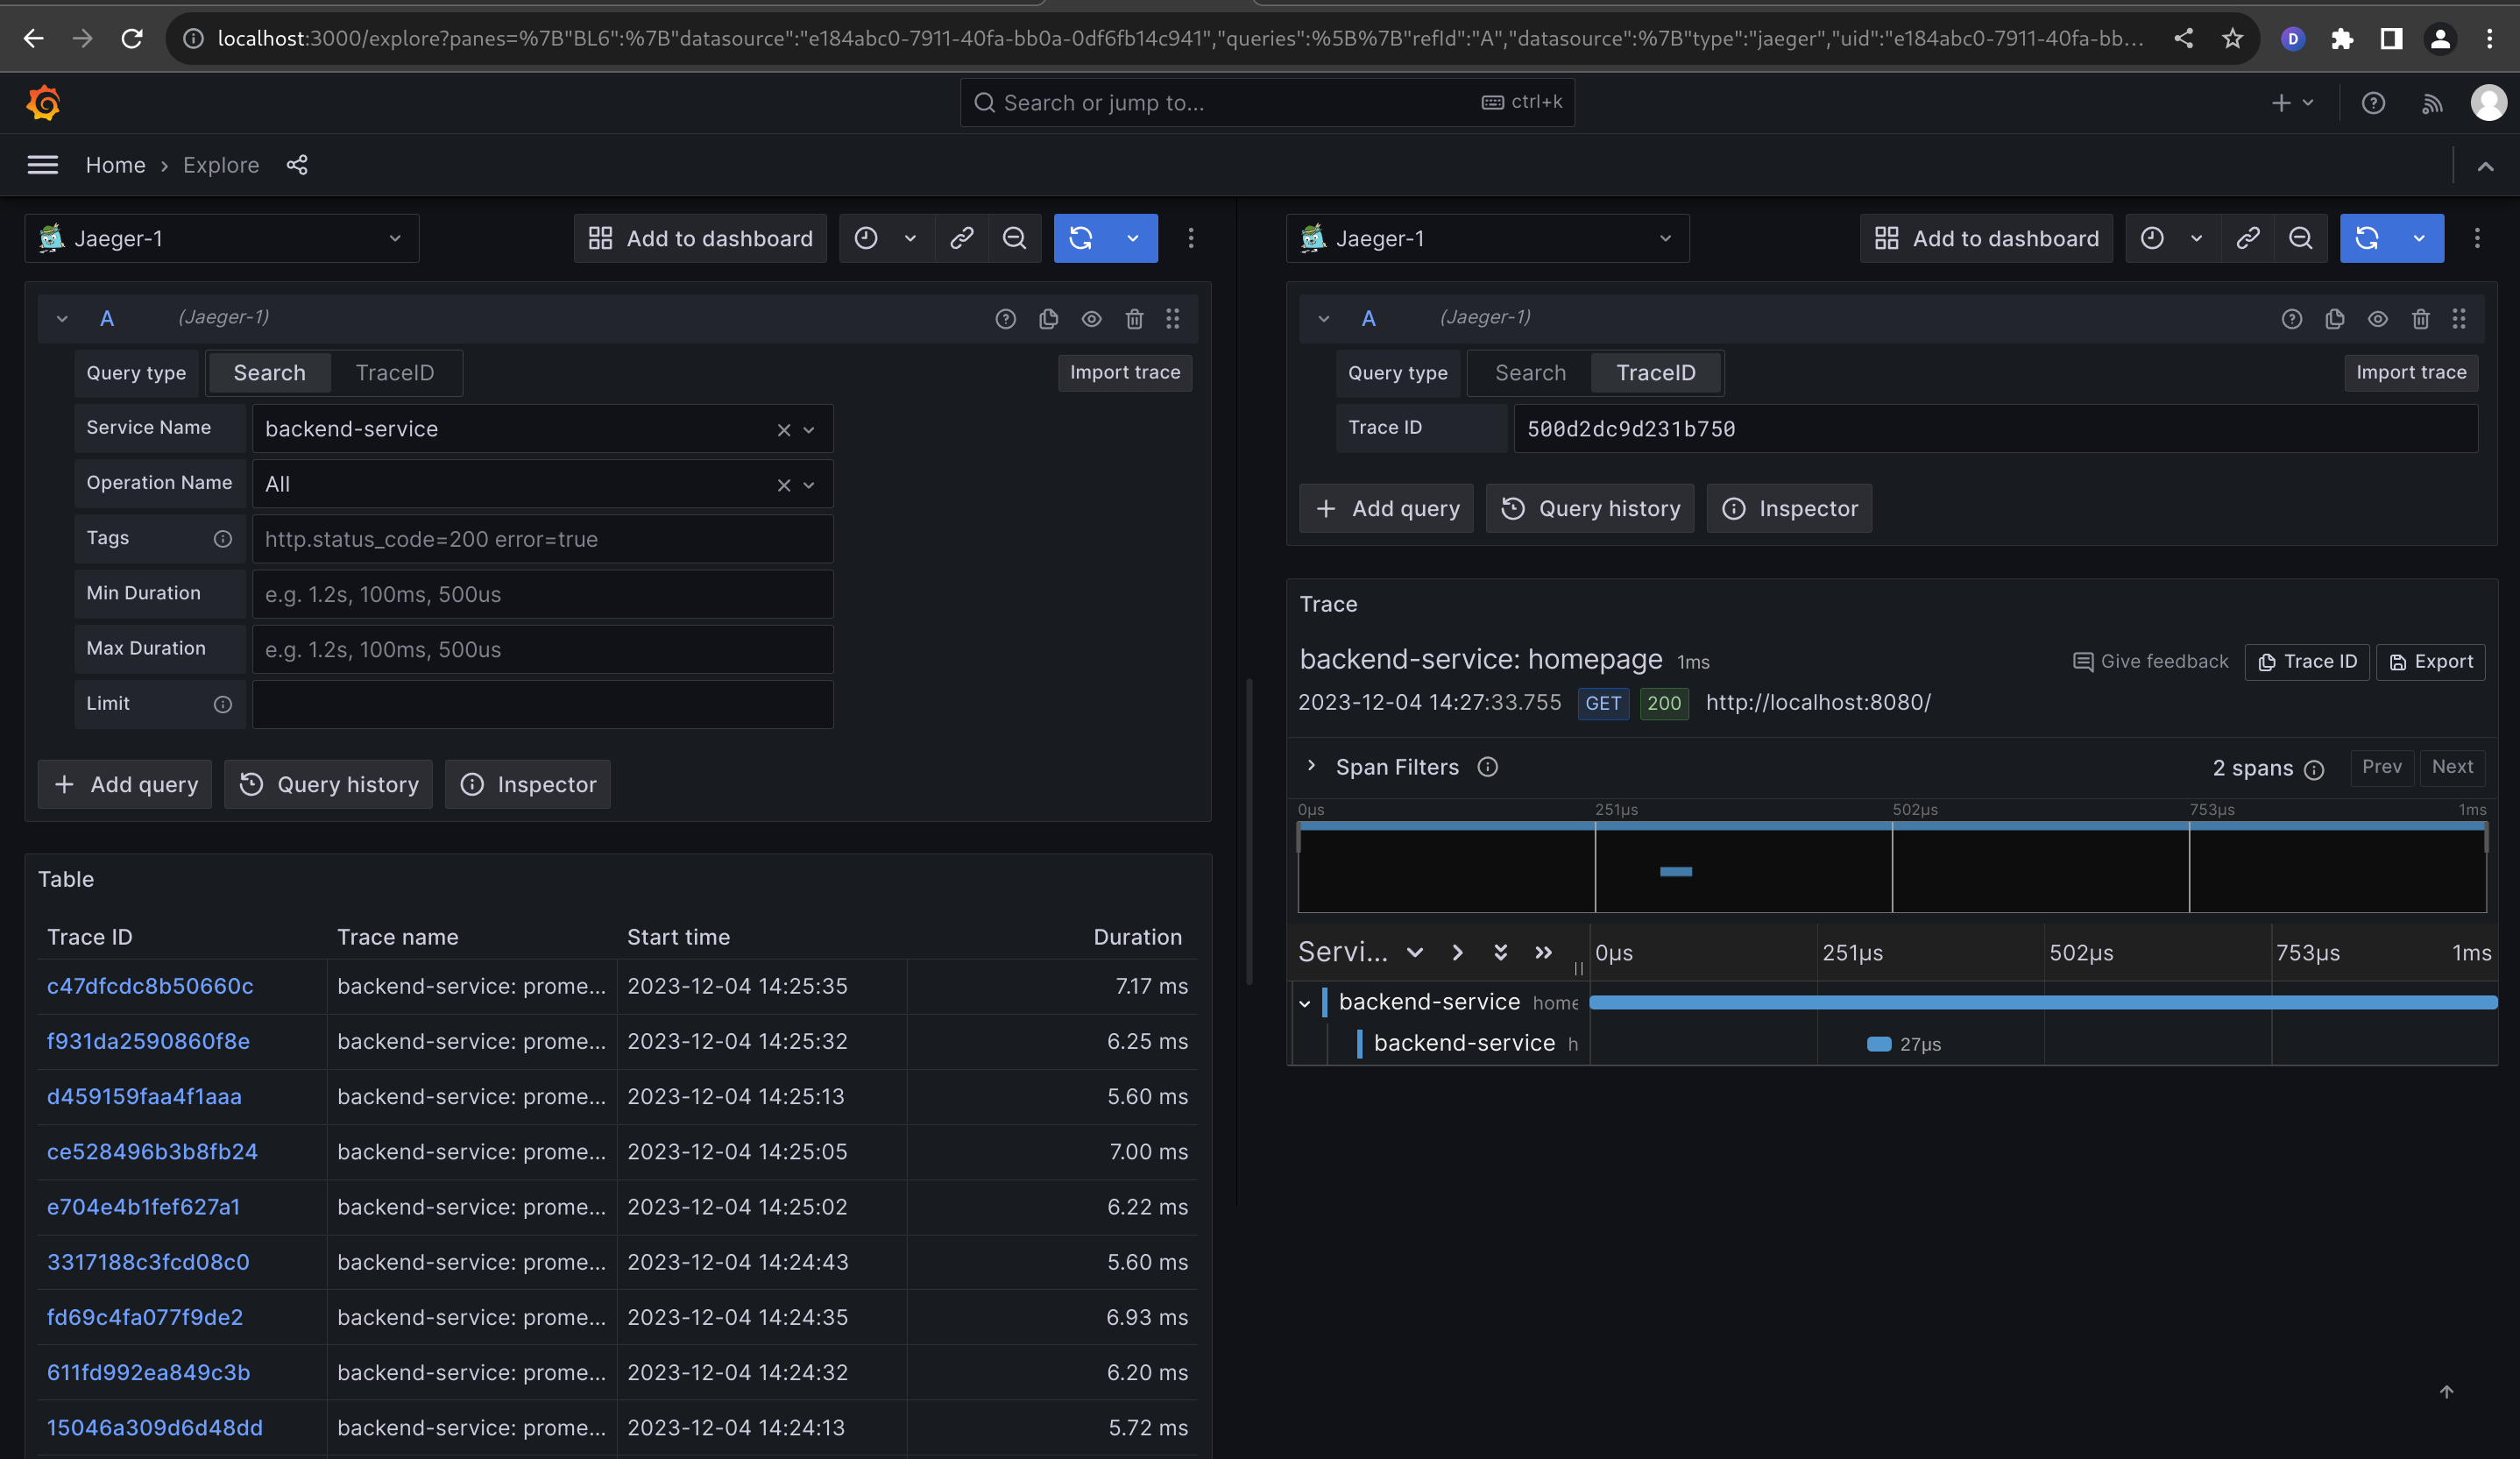 localhost:3000/explore?panes=%7B"BL6":%7B"datasource":"e184abc0-7911-40fa-bb0a-0df6fb14c941","queries":%5B%7B"refId":"A","datasource":%7B"type":"jaeger","uid":"e184abc0-7911-40fa-bb...
D
Search or jump to...
ctrl+k
Home > Explore
Jaeger-1
Add to dashboard
A
(Jaeger-1)
Query type
Search
TraceID
Import trace
Service Name
backend-service
Operation Name
All
Tags
http.status_code=200 error=true
Min Duration
e.g. 1.2s, 100ms, 500us
Max Duration
e.g. 1.2s, 100ms, 500us
Limit
+ Add query
Query history
Inspector
Table
Trace ID Trace name Start time Duration
c47dfcdc8b50660c backend-service: prome... 2023-12-04 14:25:35 7.17 ms
f931da2590860f8e backend-service: prome... 2023-12-04 14:25:32 6.25 ms
d459159faa4f1aaa backend-service: prome... 2023-12-04 14:25:13 5.60 ms
ce528496b3b8fb24 backend-service: prome... 2023-12-04 14:25:05 7.00 ms
e704e4b1fef627a1 backend-service: prome... 2023-12-04 14:25:02 6.22 ms
3317188c3fcd08c0 backend-service: prome... 2023-12-04 14:24:43 5.60 ms
fd69c4fa077f9de2 backend-service: prome... 2023-12-04 14:24:35 6.93 ms
611fd992ea849c3b backend-service: prome... 2023-12-04 14:24:32 6.20 ms
15046a309d6d48dd backend-service: prome... 2023-12-04 14:24:13 5.72 ms
Jaeger-1
Add to dashboard
A
(Jaeger-1)
Query type
Search
TraceID
Import trace
Trace ID
500d2dc9d231b750
+ Add query
Query history
Inspector
Trace
backend-service: homepage 1ms
Give feedback
Trace ID
Export
2023-12-04 14:27:33.755 GET 200 http://localhost:8080/
Span Filters
2 spans
Prev
Next
0µs 251µs 502µs 753µs 1ms
Servi...
0µs 251µs 502µs 753µs 1ms
backend-service home
backend-service h
27µs